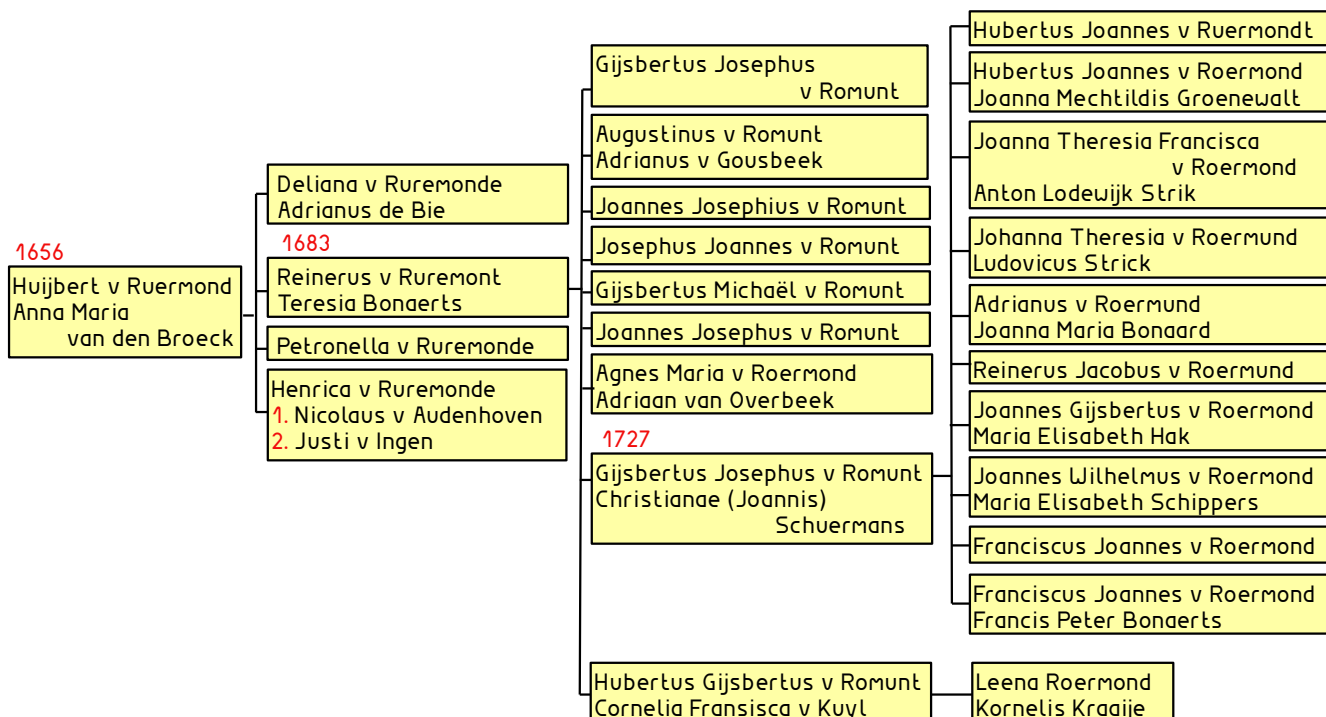 1656
Huijbert v Ruermond
Anna Maria
van den Broeck
Deliana v Ruremonde
Adrianus de Bie
1683
Reinerus v Ruremont
Teresia Bonaerts
Petronella v Ruremonde
Henrica v Ruremonde
1. Nicolaus v Audenhoven
2. Justi v Ingen
Gijsbertus Josephus
v Romunt
Augustinus v Romunt
Adrianus v Gousbeek
Joannes Josephius v Romunt
Josephus Joannes v Romunt
Gijsbertus Michaël v Romunt
Joannes Josephus v Romunt
Agnes Maria v Roermond
Adriaan van Overbeek
1727
Gijsbertus Josephus v Romunt
Christianae (Joannis)
Schuermans
Hubertus Gijsbertus v Romunt
Cornelia Fransisca v Kuyl
Hubertus Joannes v Ruermondt
Hubertus Joannes v Roermond
Joanna Mechtildis Groenewalt
Joanna Theresia Francisca
v Roermond
Anton Lodewijk Strik
Johanna Theresia v Roermund
Ludovicus Strick
Adrianus v Roermund
Joanna Maria Bonaard
Reinerus Jacobus v Roermund
Joannes Gijsbertus v Roermond
Maria Elisabeth Hak
Joannes Wilhelmus v Roermond
Maria Elisabeth Schippers
Franciscus Joannes v Roermond
Franciscus Joannes v Roermond
Francis Peter Bonaerts
Leena Roermond
Kornelis Kraaije